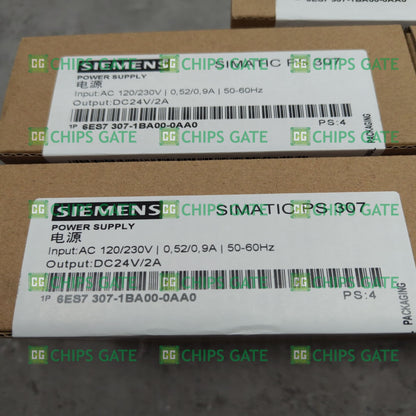 SIEMENS SIMATIC PS 307
POWER SUPPLY
电源
Input:AC 120/230V | 0,52/0,9A | 50-60Hz
Output:DC24V/2A
1P 6ES7 307-1BA00-0AA0 PS:4
PACKAGING
SIEMENS SIMATIC PS 307
POWER SUPPLY
电源
Input:AC 120/230V | 0,52/0,9A | 50-60Hz
Output:DC24V/2A
1P 6ES7 307-1BA00-0AA0 PS:4
PACKAGING
CG CHIPS GATE